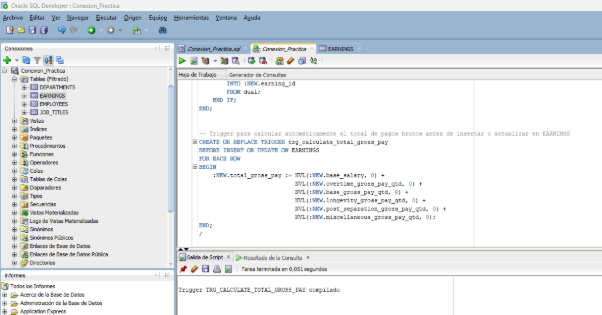 Oracle SQL Developer : Conexion_Practica
Archivo Editar Ver Navegar Ejecutar Origen Equipo Herramientas Ventana Ayuda
Conexiones
Conexion_Practica
Tablas (Filtrado)
DEPARTMENTS
EARNINGS
EMPLOYEES
JOB_TITLES
Vistas
Índices
Paquetes
Procedimientos
Funciones
Operadores
Colas
Tablas de Colas
Disparadores
Tipos
Secuencias
Vistas Materializadas
Logs de Vistas Materializadas
Sinónimos
Sinónimos Públicos
Enlaces de Base de Datos
Enlaces de Base de Datos Pública
Directorios
Informes
Todos los Informes
Acerca de la Base de Datos
Administración de la Base de Datos
Application Express
Conexion_Practica.sql
Conexion_Practica
EARNINGS
Hoja de Trabajo Generador de Consultas
INTO :NEW.earning_id
FROM dual;
END IF;
END;
-- Trigger para calcular automáticamente el total de pagos brutos antes de insertar o actualizar en EARNINGS
CREATE OR REPLACE TRIGGER trg_calculate_total_gross_pay
BEFORE INSERT OR UPDATE ON EARNINGS
FOR EACH ROW
BEGIN
:NEW.total_gross_pay := NVL(:NEW.base_salary, 0) +
NVL(:NEW.overtime_gross_pay_qtd, 0) +
NVL(:NEW.base_gross_pay_qtd, 0) +
NVL(:NEW.longevity_gross_pay_qtd, 0) +
NVL(:NEW.post_separation_gross_pay_qtd, 0) +
NVL(:NEW.miscellaneous_gross_pay_qtd, 0);
END;
/
Salida de Script Resultado de la Consulta
Tarea terminada en 0,051 segundos
Trigger TRG_CALCULATE_TOTAL_GROSS_PAY compilado